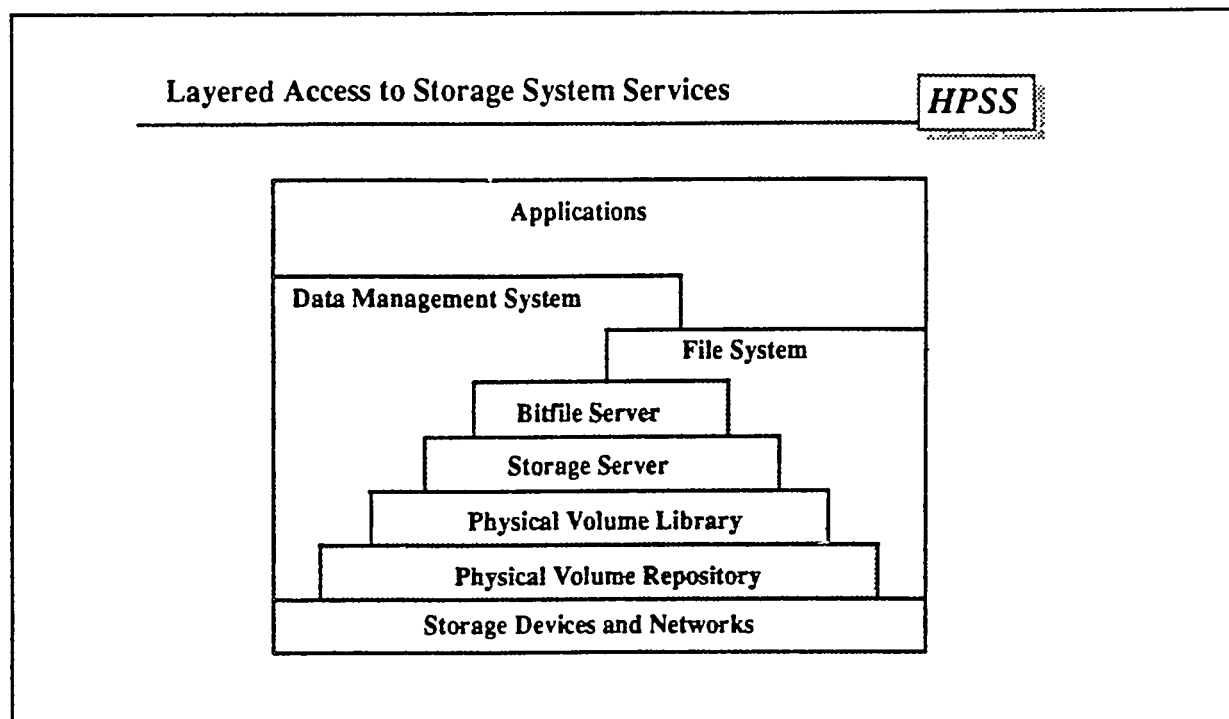 Layered Access to Storage System Services
HPSS
Applications
Data Management System
File System
Bitfile Server
Storage Server
Physical Volume Library
Physical Volume Repository
Storage Devices and Networks